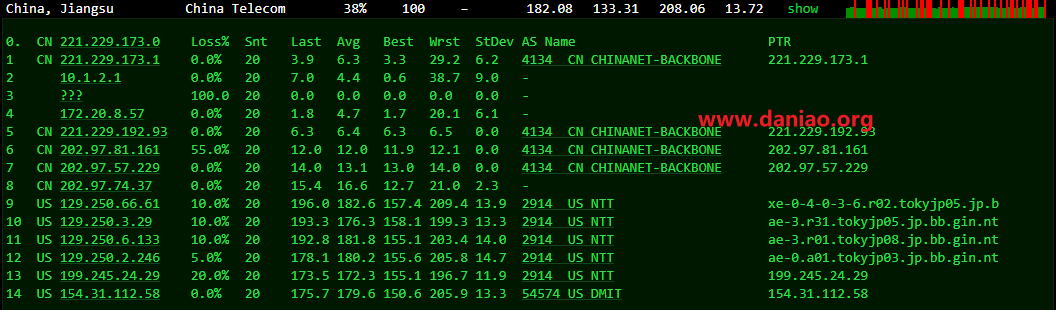 China, Jiangsu China Telecom 38% 100 – 182.08 133.31 208.06 13.72 show
0. CN 221.229.173.0 Loss% Snt Last Avg Best Wrst StDev AS Name PTR
1 CN 221.229.173.1 0.0% 20 3.9 6.3 3.3 29.2 6.2 4134 CN CHINANET-BACKBONE 221.229.173.1
2 10.1.2.1 0.0% 20 7.0 4.4 0.6 38.7 9.0 -
3 ??? 100.0 20 0.0 0.0 0.0 0.0 0.0 -
4 172.20.8.57 0.0% 20 1.8 4.7 1.7 20.1 6.1 -
www.daniao.org
5 CN 221.229.192.93 0.0% 20 6.3 6.4 6.3 6.5 0.0 4134 CN CHINANET-BACKBONE 221.229.192.93
6 CN 202.97.81.161 55.0% 20 12.0 12.0 11.9 12.1 0.0 4134 CN CHINANET-BACKBONE 202.97.81.161
7 CN 202.97.57.229 0.0% 20 14.0 13.1 13.0 14.0 0.0 4134 CN CHINANET-BACKBONE 202.97.57.229
8 CN 202.97.74.37 0.0% 20 15.4 16.6 12.7 21.0 2.3 -
9 US 129.250.66.61 10.0% 20 196.0 182.6 157.4 209.4 13.9 2914 US NTT xe-0-4-0-3-6.r02.tokyjp05.jp.b
10 US 129.250.3.29 10.0% 20 193.3 176.3 158.1 199.3 13.3 2914 US NTT ae-3.r31.tokyjp05.jp.bb.gin.nt
11 US 129.250.6.133 10.0% 20 192.8 181.8 155.1 203.4 14.0 2914 US NTT ae-3.r01.tokyjp08.jp.bb.gin.nt
12 US 129.250.2.246 5.0% 20 178.1 180.2 155.6 205.8 14.7 2914 US NTT ae-0.a01.tokyjp03.jp.bb.gin.nt
13 US 199.245.24.29 20.0% 20 173.5 172.3 155.1 196.7 11.9 2914 US NTT 199.245.24.29
14 US 154.31.112.58 0.0% 20 175.7 179.6 150.6 205.9 13.3 54574 US DMIT 154.31.112.58